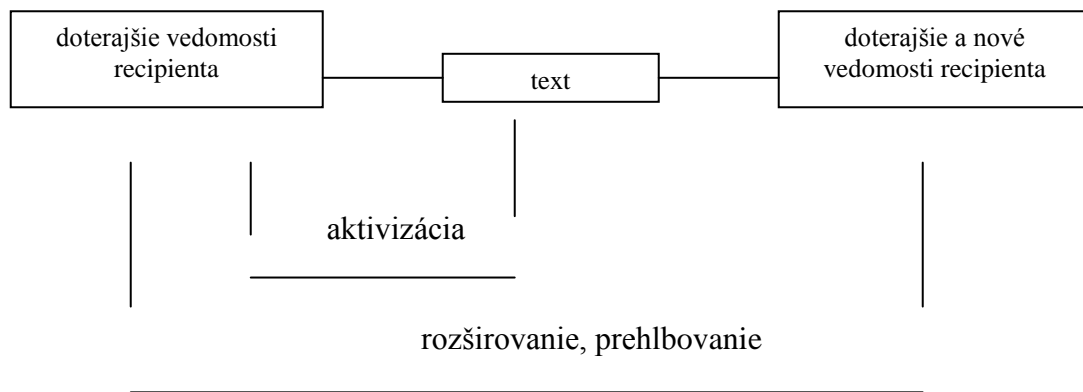 doterajšie vedomosti
recipienta
text
doterajšie a nové
vedomosti recipienta
aktivizácia
rozširovanie, prehlbovanie